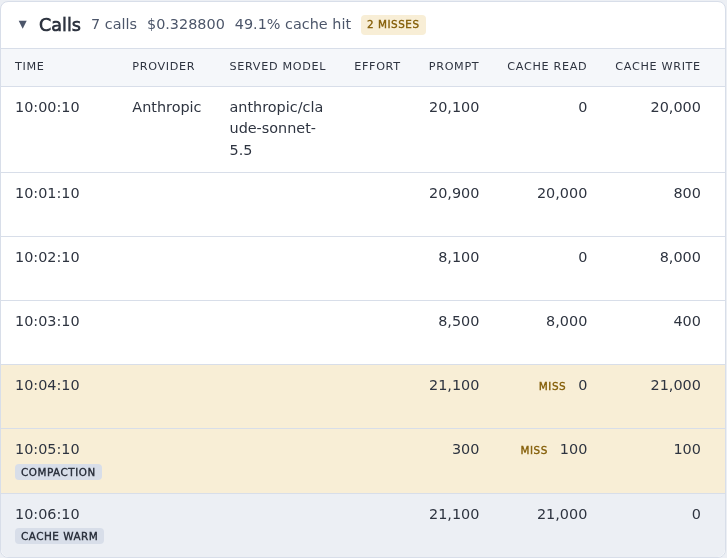 ▼ Calls 7 calls $0.328800 49.1% cache hit 2 MISSES
TIME PROVIDER SERVED MODEL EFFORT PROMPT CACHE READ CACHE WRITE
10:00:10 Anthropic anthropic/cla 20,100 0 20,000
ude-sonnet-
5.5
10:01:10 20,900 20,000 800
10:02:10 8,100 0 8,000
10:03:10 8,500 8,000 400
10:04:10 21,100 MISS 0 21,000
10:05:10 300 MISS 100 100
COMPACTION
10:06:10 21,100 21,000 0
CACHE WARM